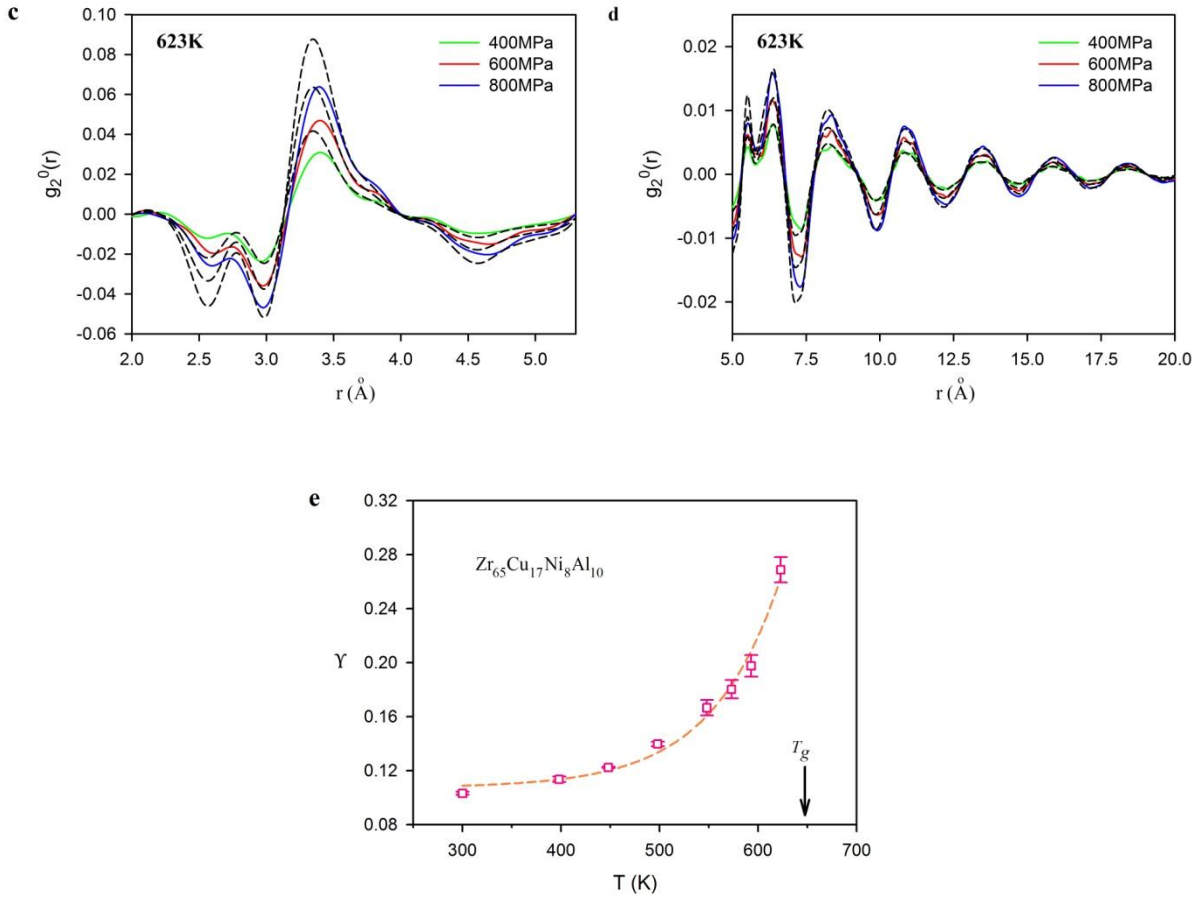 c
623K
400MPa
600MPa
800MPa
0.10
0.08
0.06
0.04
0.02
0.00
-0.02
-0.04
-0.06
g₂⁰(r)
2.0 2.5 3.0 3.5 4.0 4.5 5.0
r (Å)
d
623K
400MPa
600MPa
800MPa
0.02
0.01
0.00
-0.01
-0.02
g₂⁰(r)
5.0 7.5 10.0 12.5 15.0 17.5 20.0
r (Å)
e
Zr₆₅Cu₁₇Ni₈Al₁₀
0.32
0.28
0.24
0.20
0.16
0.12
0.08
ϒ
T_g
300 400 500 600 700
T (K)